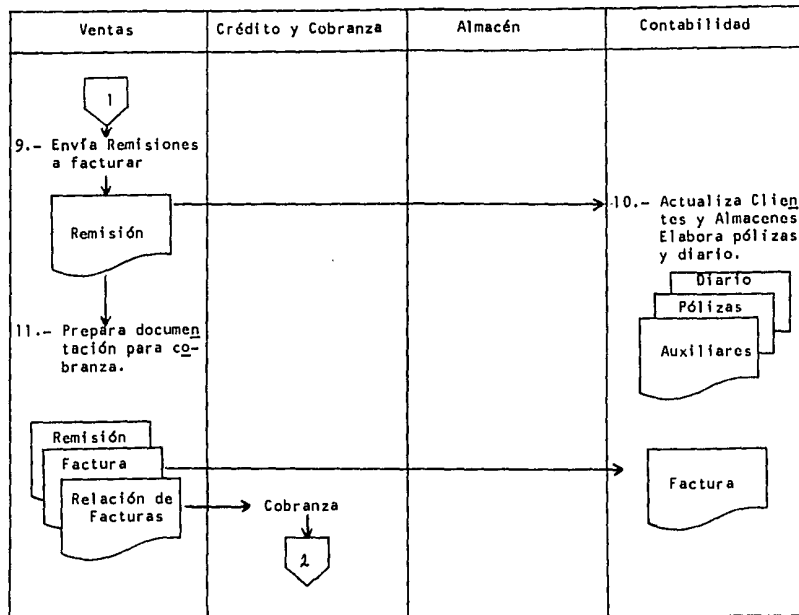 Ventas
Crédito y Cobranza
Almacén
Contabilidad
1
9.- Envía Remisiones
a facturar
Remisión
10.- Actualiza Clien
tes y Almacenes
Elabora pólizas
y diario.
Diario
Pólizas
Auxiliares
11.- Prepara documen
tación para co-
branza.
Remisión
Factura
Relación de
Facturas
Cobranza
2
Factura